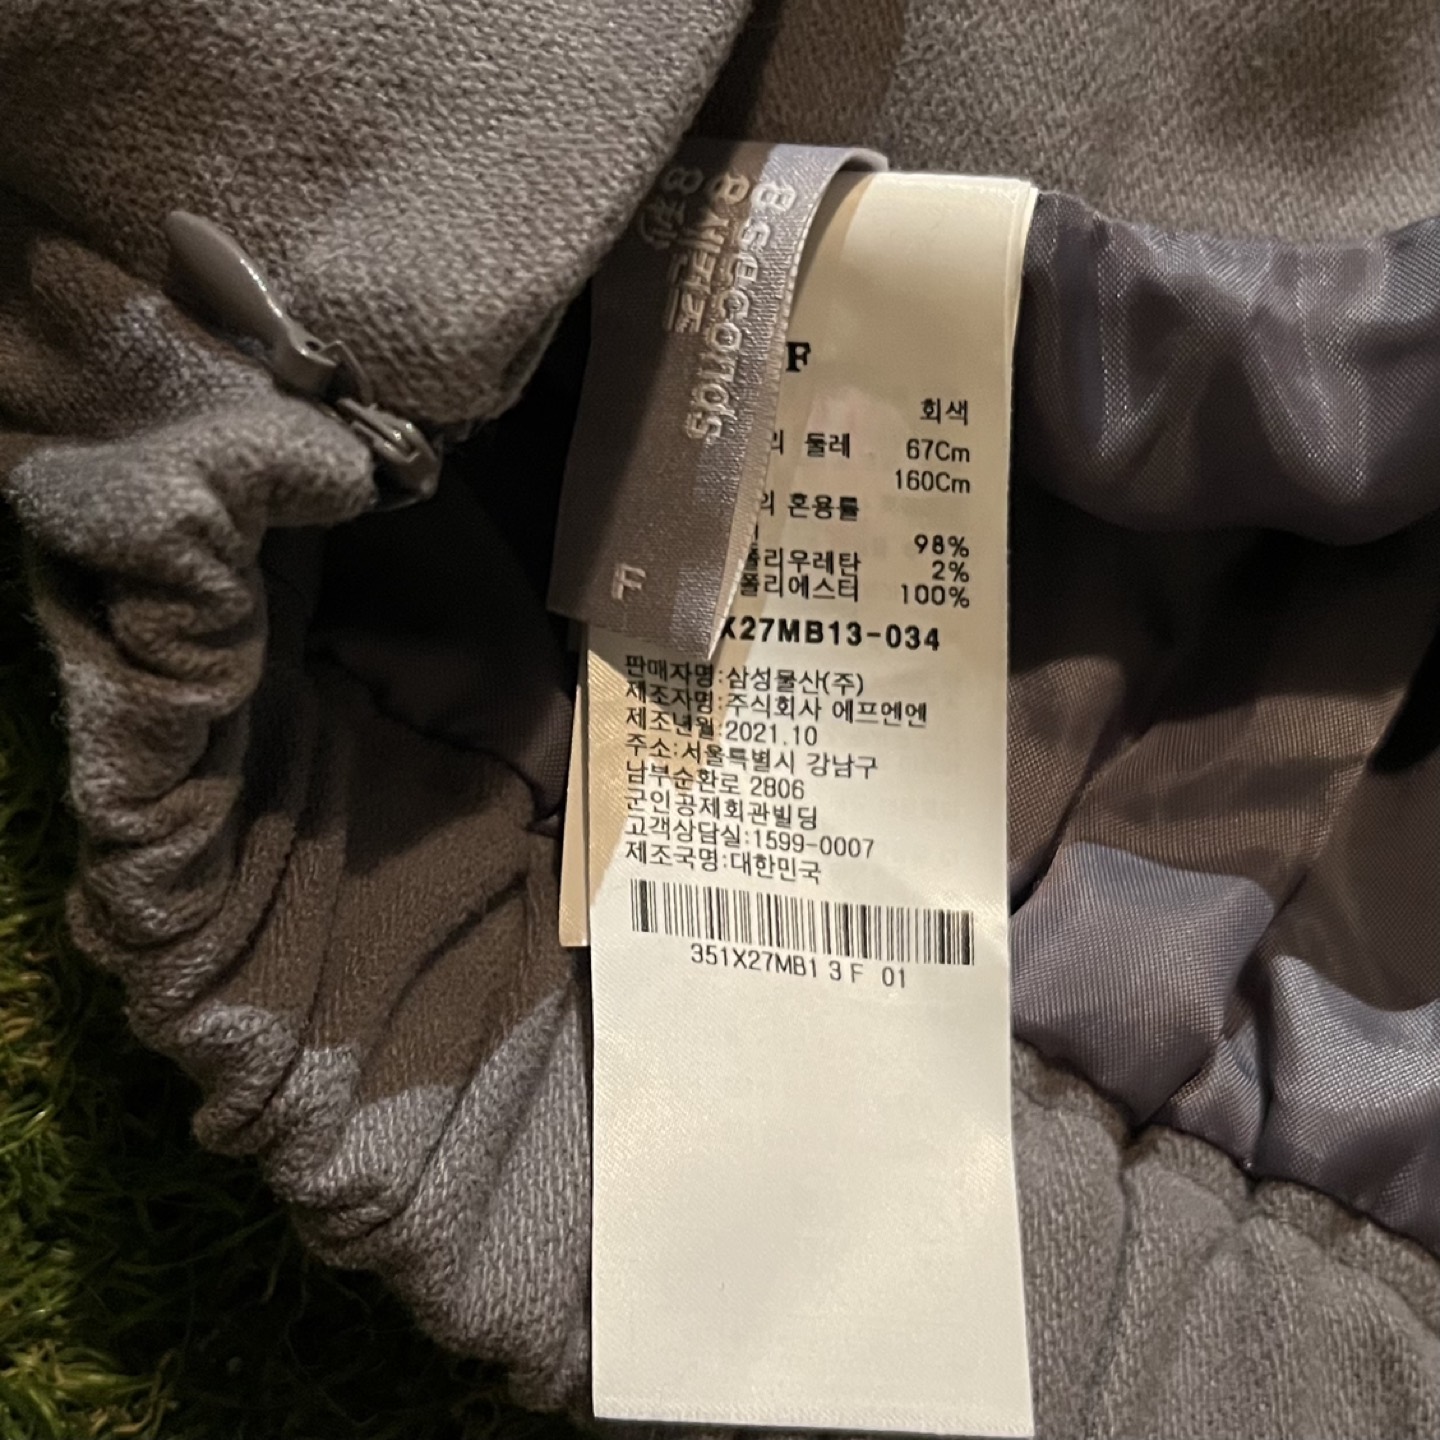 8 seconds
8 세컨즈
F
F
회색
둘레 67Cm
160Cm
의 혼용률
98%
폴리우레탄 2%
폴리에스터 100%
X27MB13-034
판매자명:삼성물산(주)
제조자명:주식회사 에프엔엔
제조년월:2021.10
주소:서울특별시 강남구
남부순환로 2806
군인공제회관빌딩
고객상담실:1599-0007
제조국명:대한민국
351X27MB1 3 F 01